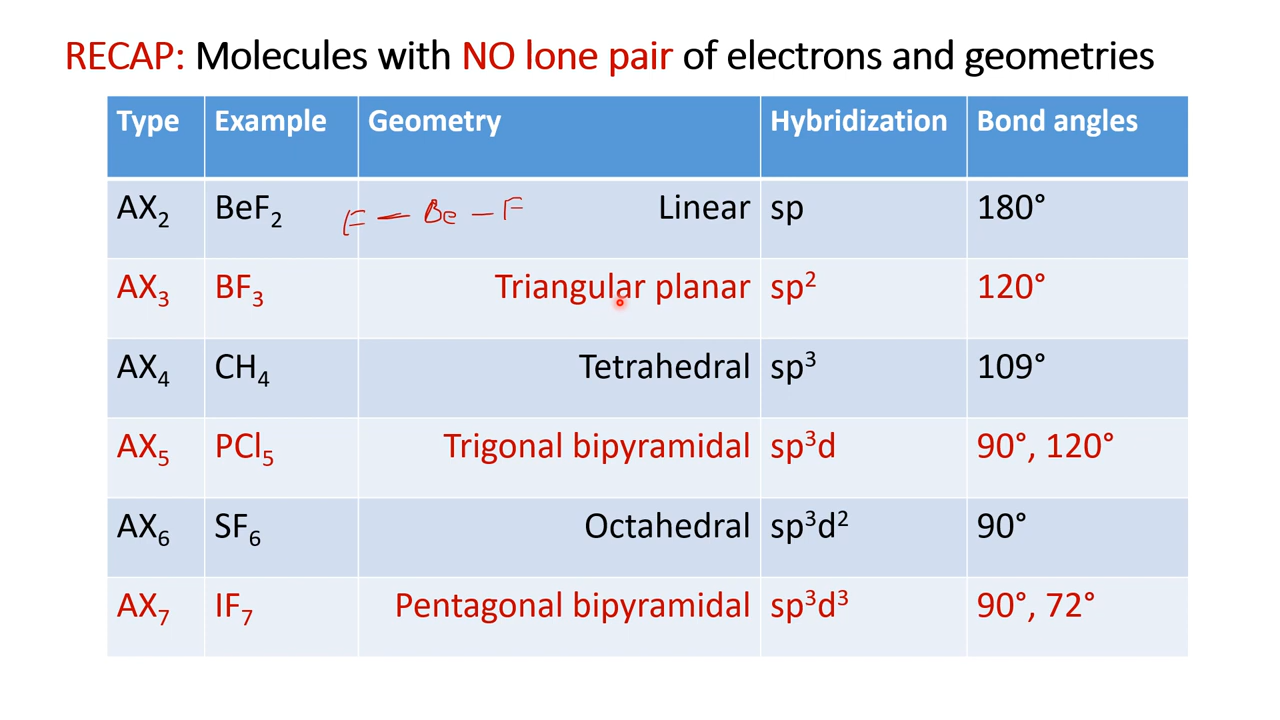 RECAP: Molecules with NO lone pair of electrons and geometries
Type Example Geometry Hybridization Bond angles
AX₂ BeF₂ F – Be – F Linear sp 180°
AX₃ BF₃ Triangular planar sp² 120°
AX₄ CH₄ Tetrahedral sp³ 109°
AX₅ PCl₅ Trigonal bipyramidal sp³d 90°, 120°
AX₆ SF₆ Octahedral sp³d² 90°
AX₇ IF₇ Pentagonal bipyramidal sp³d³ 90°, 72°